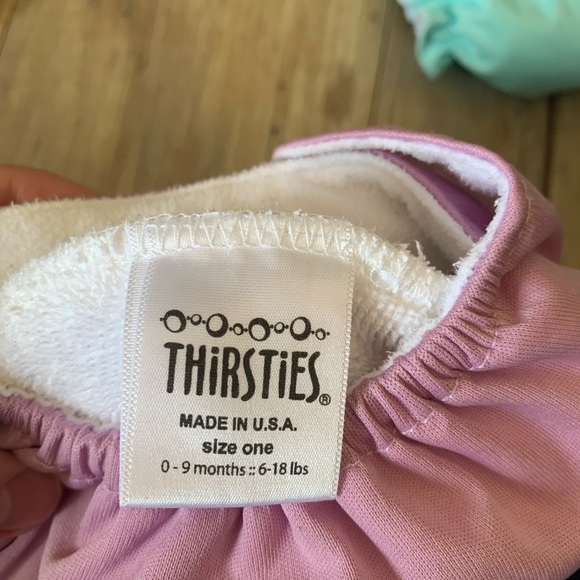 THiRSTiES®
MADE IN U.S.A.
size one
0 - 9 months :: 6-18 lbs